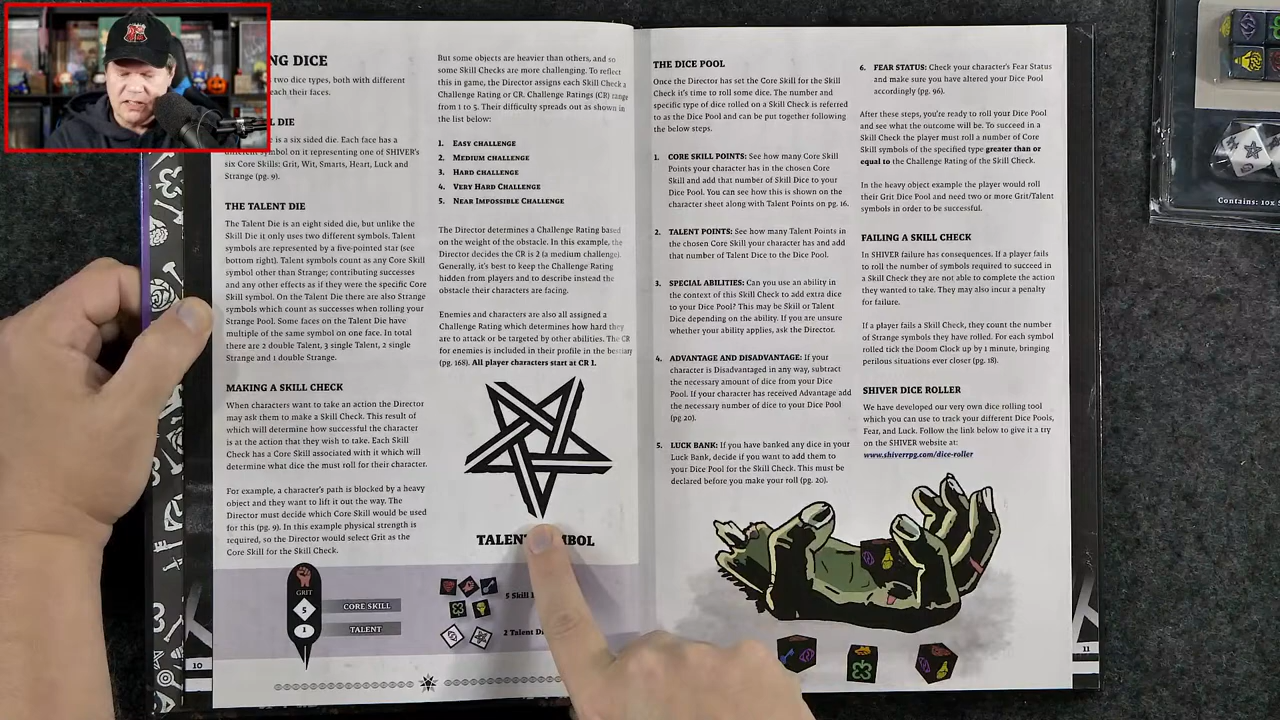 NG DICE
two dice types, both with different
each their faces.
L DIE
e is a six sided die. Each face has a
different symbol on it representing one of SHIVER's
six Core Skills: Grit, Wit, Smarts, Heart, Luck and
Strange (pg. 9).
THE TALENT DIE
The Talent Die is an eight sided die, but unlike the
Skill Die it only uses two different symbols. Talent
symbols are represented by a five-pointed star (see
bottom right). Talent symbols count as any Core Skill
symbol other than Strange; contributing successes
and any other effects as if they were the specific Core
Skill symbol. On the Talent Die there are also Strange
symbols which count as successes when rolling your
Strange Pool. Some faces on the Talent Die have
multiple of the same symbol on one face. In total
there are 2 double Talent, 3 single Talent, 2 single
Strange and 1 double Strange.
MAKING A SKILL CHECK
When characters want to take an action the Director
may ask them to make a Skill Check. This result of
which will determine how successful the character
is at the action that they wish to take. Each Skill
Check has a Core Skill associated with it which will
determine what dice the must roll for their character.
For example, a character's path is blocked by a heavy
object and they want to lift it out the way. The
Director must decide which Core Skill would be used
for this (pg. 9). In this example physical strength is
required, so the Director would select Grit as the
Core Skill for the Skill Check.
GRIT
5
CORE SKILL
1
TALENT
10
But some objects are heavier than others, and so
some Skill Checks are more challenging. To reflect
this in game, the Director assigns each Skill Check a
Challenge Rating or CR. Challenge Ratings (CR) range
from 1 to 5. Their difficulty spreads out as shown in
the list below:
1. EASY CHALLENGE
2. MEDIUM CHALLENGE
3. HARD CHALLENGE
4. VERY HARD CHALLENGE
5. NEAR IMPOSSIBLE CHALLENGE
The Director determines a Challenge Rating based
on the weight of the obstacle. In this example, the
Director decides the CR is 2 (a medium challenge).
Generally, it's best to keep the Challenge Rating
hidden from players and to describe instead the
obstacle their characters are facing.
Enemies and characters are also all assigned a
Challenge Rating which determines how hard they
are to attack or be targeted by other abilities. The CR
for enemies is included in their profile in the bestiary
(pg. 168). All player characters start at CR 1.
TALENT BOL
5 Skill
2 Talent Di
THE DICE POOL
Once the Director has set the Core Skill for the Skill
Check it's time to roll some dice. The number and
specific type of dice rolled on a Skill Check is referred
to as the Dice Pool and can be put together following
the below steps.
1. CORE SKILL POINTS: See how many Core Skill
Points your character has in the chosen Core
Skill and add that number of Skill Dice to your
Dice Pool. You can see how this is shown on the
character sheet along with Talent Points on pg. 16.
2. TALENT POINTS: See how many Talent Points in
the chosen Core Skill your character has and add
that number of Talent Dice to the Dice Pool.
3. SPECIAL ABILITIES: Can you use an ability in
the context of this Skill Check to add extra dice
to your Dice Pool? This may be Skill or Talent
Dice depending on the ability. If you are unsure
whether your ability applies, ask the Director.
4. ADVANTAGE AND DISADVANTAGE: If your
character is Disadvantaged in any way, subtract
the necessary amount of dice from your Dice
Pool. If your character has received Advantage add
the necessary number of dice to your Dice Pool
(pg 20).
5. LUCK BANK: If you have banked any dice in your
Luck Bank, decide if you want to add them to
your Dice Pool for the Skill Check. This must be
declared before you make your roll (pg. 20).
6. FEAR STATUS: Check your character's Fear Status
and make sure you have altered your Dice Pool
accordingly (pg. 96).
After these steps, you're ready to roll your Dice Pool
and see what the outcome will be. To succeed in a
Skill Check the player must roll a number of Core
Skill symbols of the specified type greater than or
equal to the Challenge Rating of the Skill Check.
In the heavy object example the player would roll
their Grit Dice Pool and need two or more Grit/Talent
symbols in order to be successful.
FAILING A SKILL CHECK
In SHIVER failure has consequences. If a player fails
to roll the number of symbols required to succeed in
a Skill Check they are not able to complete the action
they wanted to take. They may also incur a penalty
for failure.
If a player fails a Skill Check, they count the number
of Strange symbols they have rolled. For each symbol
rolled tick the Doom Clock up by 1 minute, bringing
perilous situations ever closer (pg. 18).
SHIVER DICE ROLLER
We have developed our very own dice rolling tool
which you can use to track your different Dice Pools,
Fear, and Luck. Follow the link below to give it a try
on the SHIVER website at:
www.shiverrpg.com/dice-roller
11
Contains: 10x